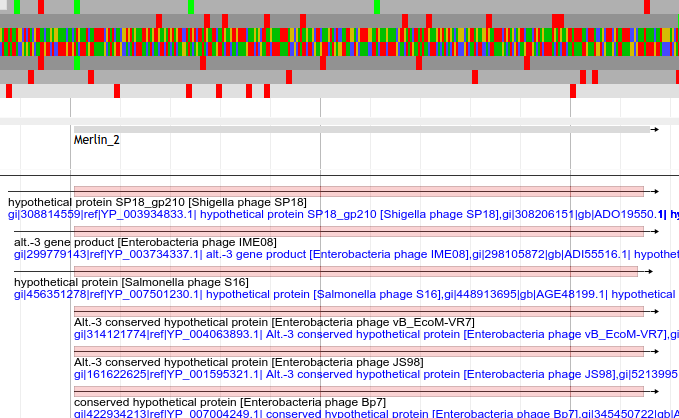 Merlin_2
hypothetical protein SP18_gp210 [Shigella phage SP18]
gi|308814559|ref|YP_003934833.1| hypothetical protein SP18_gp210 [Shigella phage SP18],gi|308206151|gb|ADO19550.1| hy
alt.-3 gene product [Enterobacteria phage IME08]
gi|299779143|ref|YP_003734337.1| alt.-3 gene product [Enterobacteria phage IME08],gi|298105872|gb|ADI55516.1| hypothet
hypothetical protein [Salmonella phage S16]
gi|456351278|ref|YP_007501230.1| hypothetical protein [Salmonella phage S16],gi|448913695|gb|AGE48199.1| hypothetical
Alt.-3 conserved hypothetical protein [Enterobacteria phage vB_EcoM-VR7]
gi|314121774|ref|YP_004063893.1| Alt.-3 conserved hypothetical protein [Enterobacteria phage vB_EcoM-VR7],gi
Alt.-3 conserved hypothetical protein [Enterobacteria phage JS98]
gi|161622625|ref|YP_001595321.1| Alt.-3 conserved hypothetical protein [Enterobacteria phage JS98],gi|5213995
conserved hypothetical protein [Enterobacteria phage Bp7]
gi|422934213|ref|YP_007004249.1| conserved hypothetical protein [Enterobacteria phage Bp7],gi|345450722|gb|A